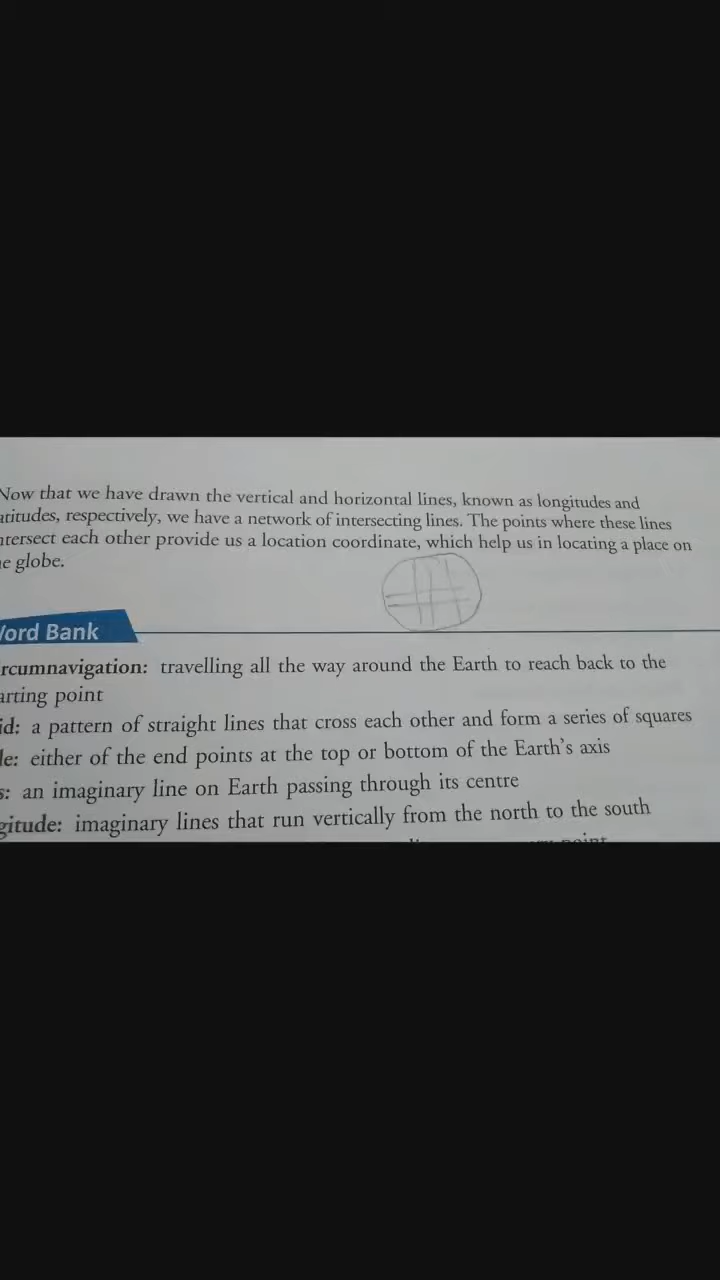 Now that we have drawn the vertical and horizontal lines, known as longitudes and
atitudes, respectively, we have a network of intersecting lines. The points where these lines
ntersect each other provide us a location coordinate, which help us in locating a place on
e globe.
Word Bank
rcumnavigation: travelling all the way around the Earth to reach back to the
arting point
id: a pattern of straight lines that cross each other and form a series of squares
le: either of the end points at the top or bottom of the Earth's axis
s: an imaginary line on Earth passing through its centre
gitude: imaginary lines that run vertically from the north to the south
point